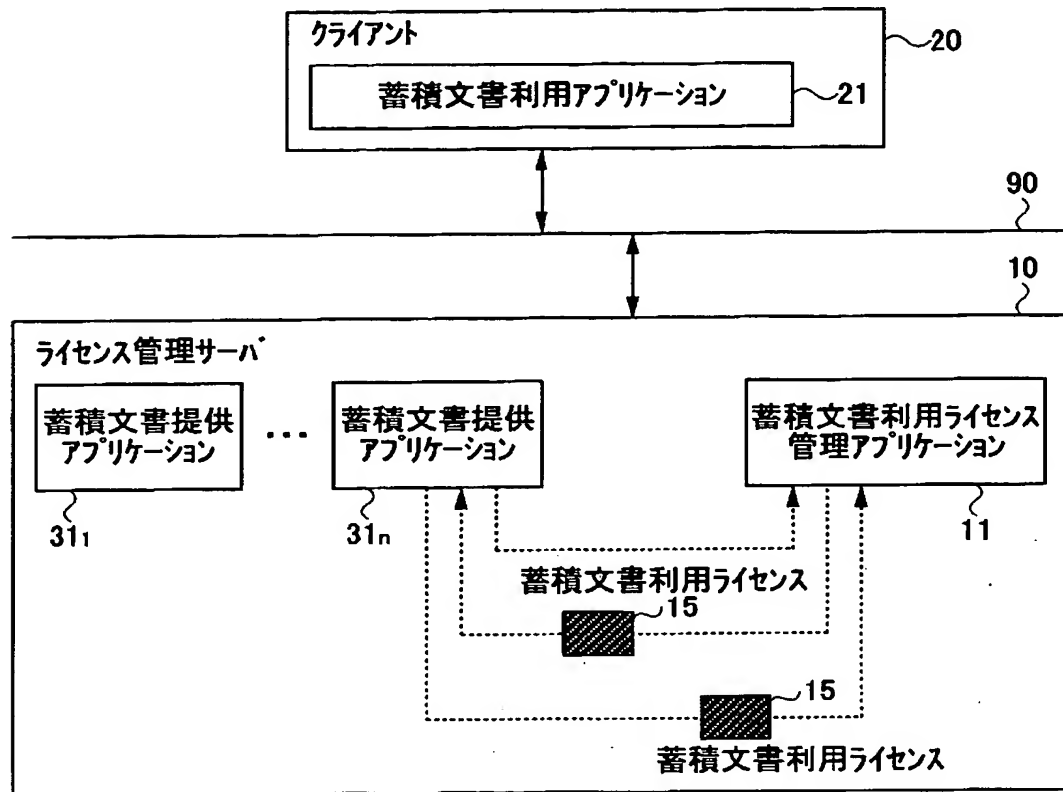 クライアント
20
蓄積文書利用アプリケーション
21
90
10
ライセンス管理サーバ
蓄積文書提供
アプリケーション
...
蓄積文書提供
アプリケーション
蓄積文書利用ライセンス
管理アプリケーション
31₁
31ₙ
11
蓄積文書利用ライセンス
15
15
蓄積文書利用ライセンス